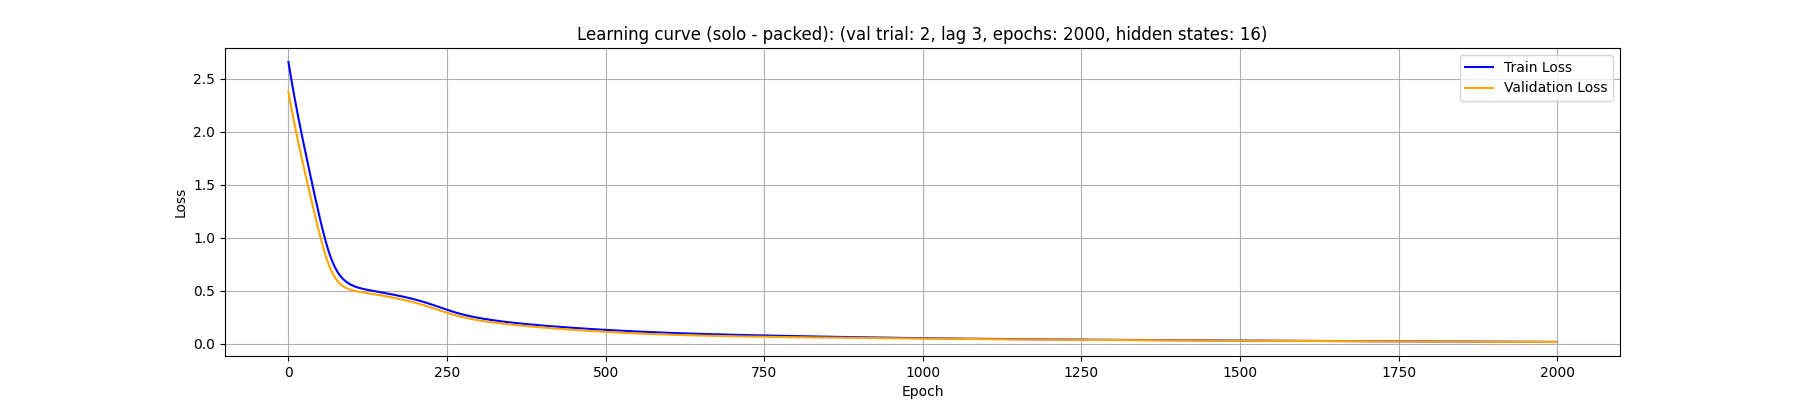 Learning curve (solo - packed): (val trial: 2, lag 3, epochs: 2000, hidden states: 16)
Train Loss
Validation Loss
Loss
2.5
2.0
1.5
1.0
0.5
0.0
0 250 500 750 1000 1250 1500 1750 2000
Epoch